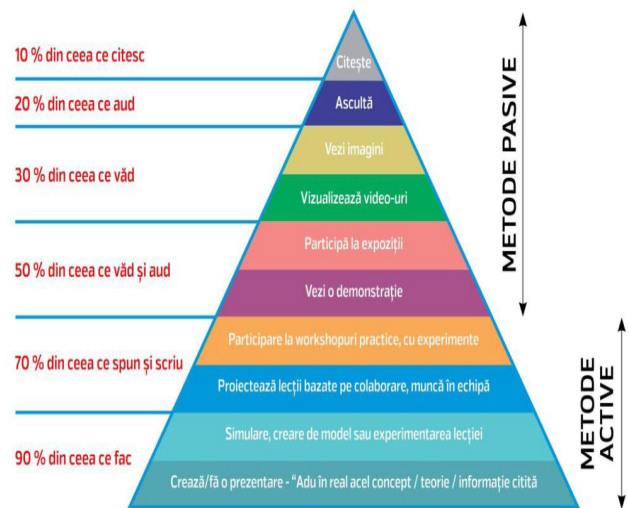 10 % din ceea ce citesc
20 % din ceea ce aud
30 % din ceea ce văd
50 % din ceea ce văd și aud
70 % din ceea ce spun și scriu
90 % din ceea ce fac
Citește
Ascultă
Vezi imagini
Vizualizează video-uri
Participă la expoziții
Vezi o demonstrație
Participare la workshopuri practice, cu experimente
Proiectează lecții bazate pe colaborare, muncă în echipă
Simulare, creare de model sau experimentarea lecției
Crează/fă o prezentare - “Adu în real acel concept / teorie / informație citită
METODE PASIVE
METODE
ACTIVE